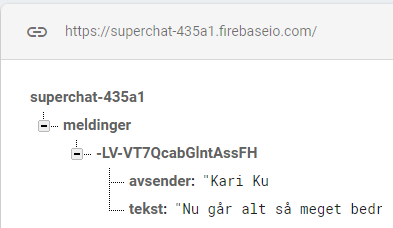 https://superchat-435a1.firebaseio.com/
superchat-435a1
meldinger
-LV-VT7QcabGlntAssFH
avsender: "Kari Ku
tekst: "Nu går alt så meget bedr